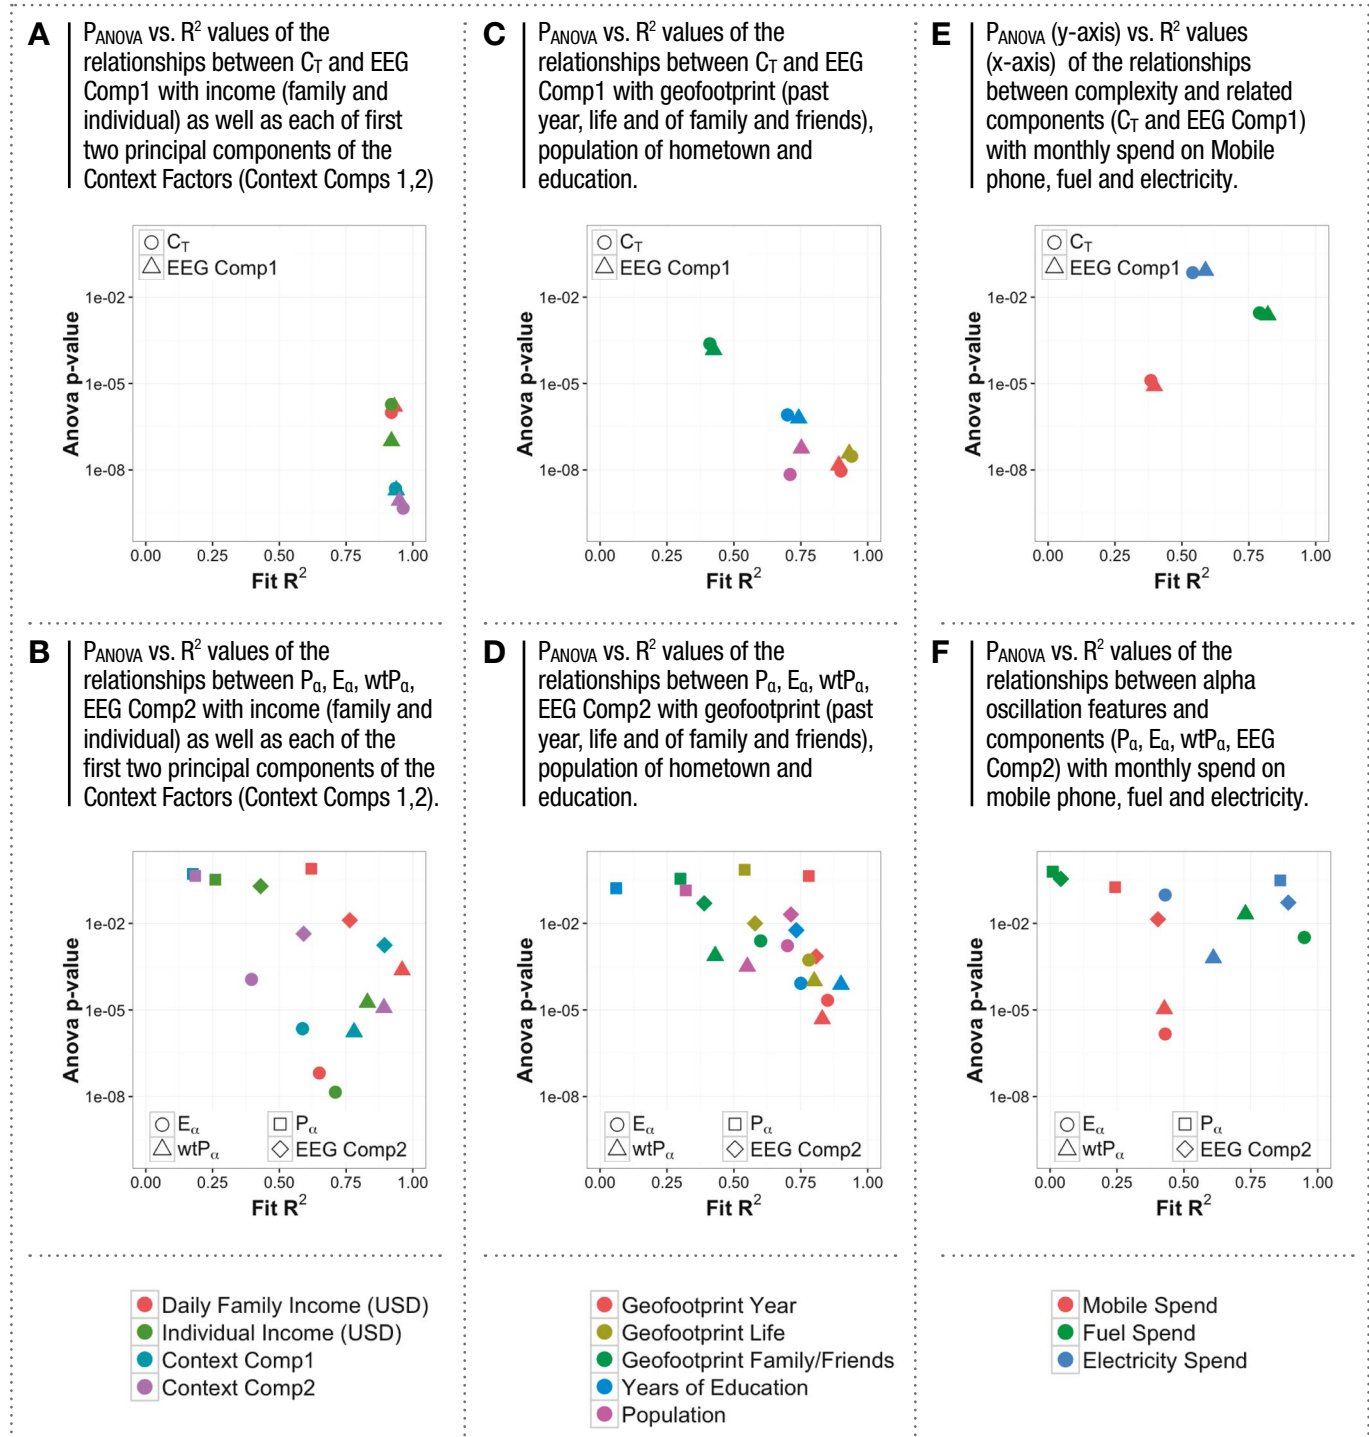 A
PANOVA vs. R² values of the
relationships between CT and EEG
Comp1 with income (family and
individual) as well as each of first
two principal components of the
Context Factors (Context Comps 1,2)
CT
EEG Comp1
Anova p-value
1e-02
1e-05
1e-08
0.00 0.25 0.50 0.75 1.00
Fit R²
C
PANOVA vs. R² values of the
relationships between CT and EEG
Comp1 with geofootprint (past
year, life and of family and friends),
population of hometown and
education.
CT
EEG Comp1
Anova p-value
1e-02
1e-05
1e-08
0.00 0.25 0.50 0.75 1.00
Fit R²
E
PANOVA (y-axis) vs. R² values
(x-axis) of the relationships
between complexity and related
components (CT and EEG Comp1)
with monthly spend on Mobile
phone, fuel and electricity.
CT
EEG Comp1
Anova p-value
1e-02
1e-05
1e-08
0.00 0.25 0.50 0.75 1.00
Fit R²
B
PANOVA vs. R² values of the
relationships between Pα, Eα, wtPα,
EEG Comp2 with income (family and
individual) as well as each of the
first two principal components of the
Context Factors (Context Comps 1,2).
Anova p-value
1e-02
1e-05
1e-08
Eα Pα
wtPα EEG Comp2
0.00 0.25 0.50 0.75 1.00
Fit R²
D
PANOVA vs. R² values of the
relationships between Pα, Eα, wtPα,
EEG Comp2 with geofootprint (past
year, life and of family and friends),
population of hometown and
education.
Anova p-value
1e-02
1e-05
1e-08
Eα Pα
wtPα EEG Comp2
0.00 0.25 0.50 0.75 1.00
Fit R²
F
PANOVA vs. R² values of the
relationships between alpha
oscillation features and
components (Pα, Eα, wtPα, EEG
Comp2) with monthly spend on
mobile phone, fuel and electricity.
Anova p-value
1e-02
1e-05
1e-08
Eα Pα
wtPα EEG Comp2
0.00 0.25 0.50 0.75 1.00
Fit R²
Daily Family Income (USD)
Individual Income (USD)
Context Comp1
Context Comp2
Geofootprint Year
Geofootprint Life
Geofootprint Family/Friends
Years of Education
Population
Mobile Spend
Fuel Spend
Electricity Spend